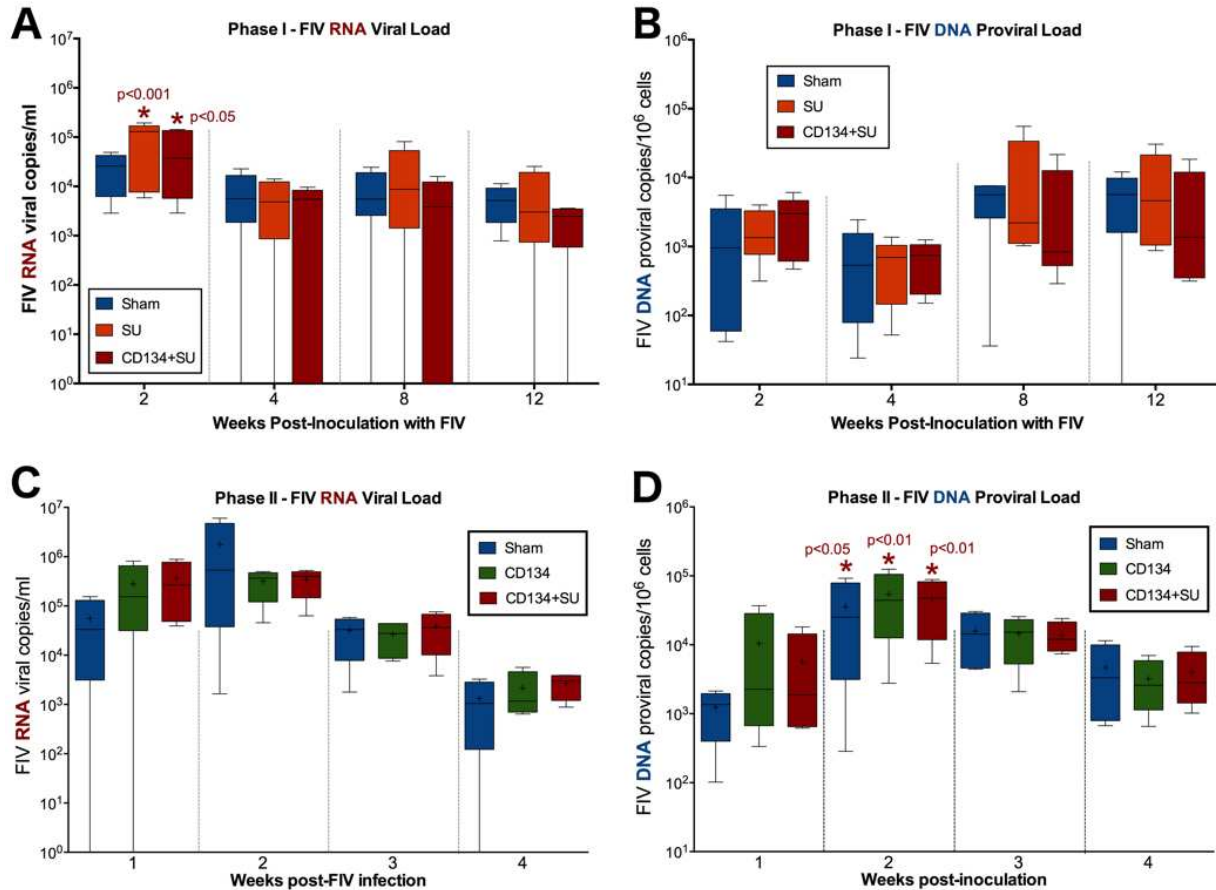 A
Phase I - FIV RNA Viral Load
FIV RNA viral copies/ml
10^7
10^6
10^5
10^4
10^3
10^2
10^1
10^0
p<0.001
* * p<0.05
Sham
SU
CD134+SU
2 4 8 12
Weeks Post-Inoculation with FIV
B
Phase I - FIV DNA Proviral Load
FIV DNA proviral copies/10^6 cells
10^6
10^5
10^4
10^3
10^2
10^1
Sham
SU
CD134+SU
2 4 8 12
Weeks Post-Inoculation with FIV
C
Phase II - FIV RNA Viral Load
FIV RNA viral copies/ml
10^7
10^6
10^5
10^4
10^3
10^2
10^1
10^0
Sham
CD134
CD134+SU
1 2 3 4
Weeks post-FIV infection
D
Phase II - FIV DNA Proviral Load
FIV DNA proviral copies/10^6 cells
10^6
10^5
10^4
10^3
10^2
10^1
p<0.05 p<0.01 p<0.01
* * *
Sham
CD134
CD134+SU
1 2 3 4
Weeks post-inoculation